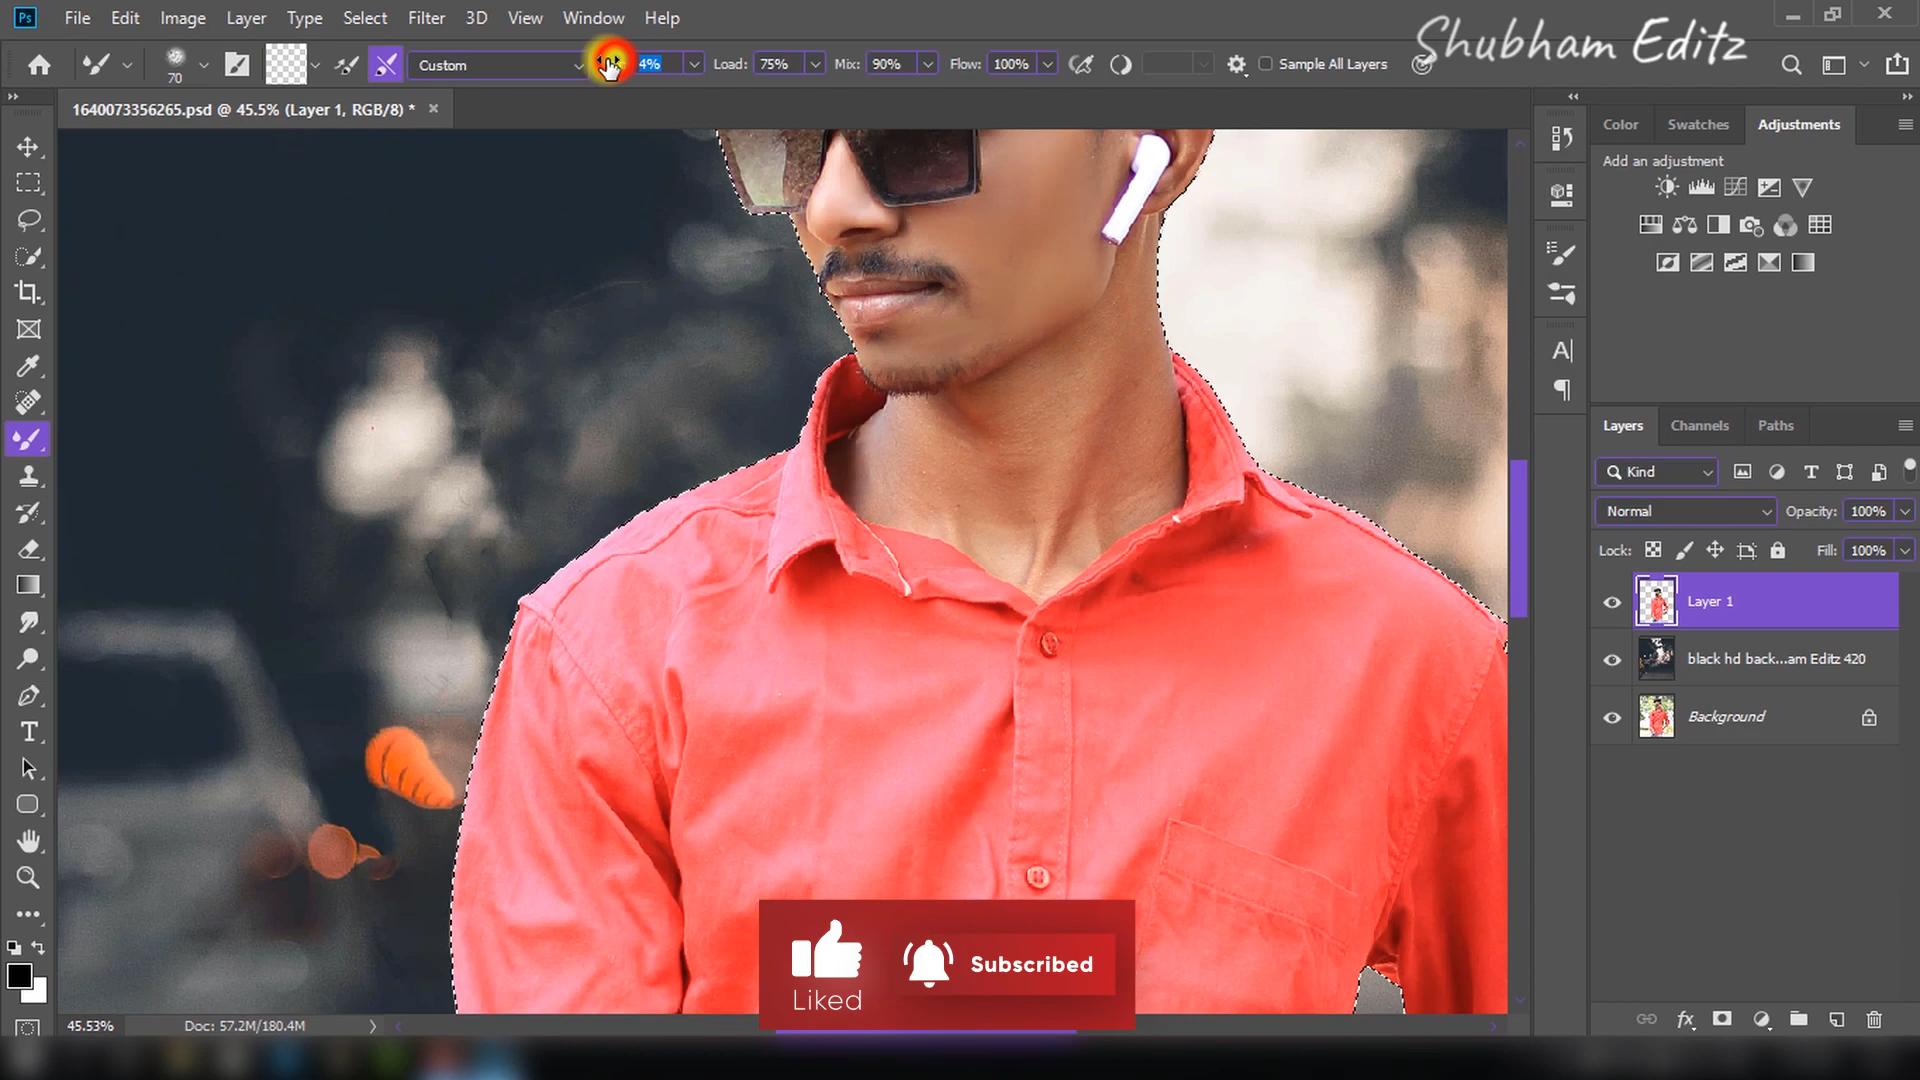 Ps File Edit Image Layer Type Select Filter 3D View Window Help
Shubham Editz
70 Custom 4% Load: 75% Mix: 90% Flow: 100% Sample All Layers
1640073356265.psd @ 45.5% (Layer 1, RGB/8) *
Color Swatches Adjustments
Add an adjustment
Layers Channels Paths
Kind
Normal Opacity: 100%
Lock: Fill: 100%
Layer 1
black hd back...am Editz 420
Background
Liked Subscribed
45.53% Doc: 57.2M/180.4M